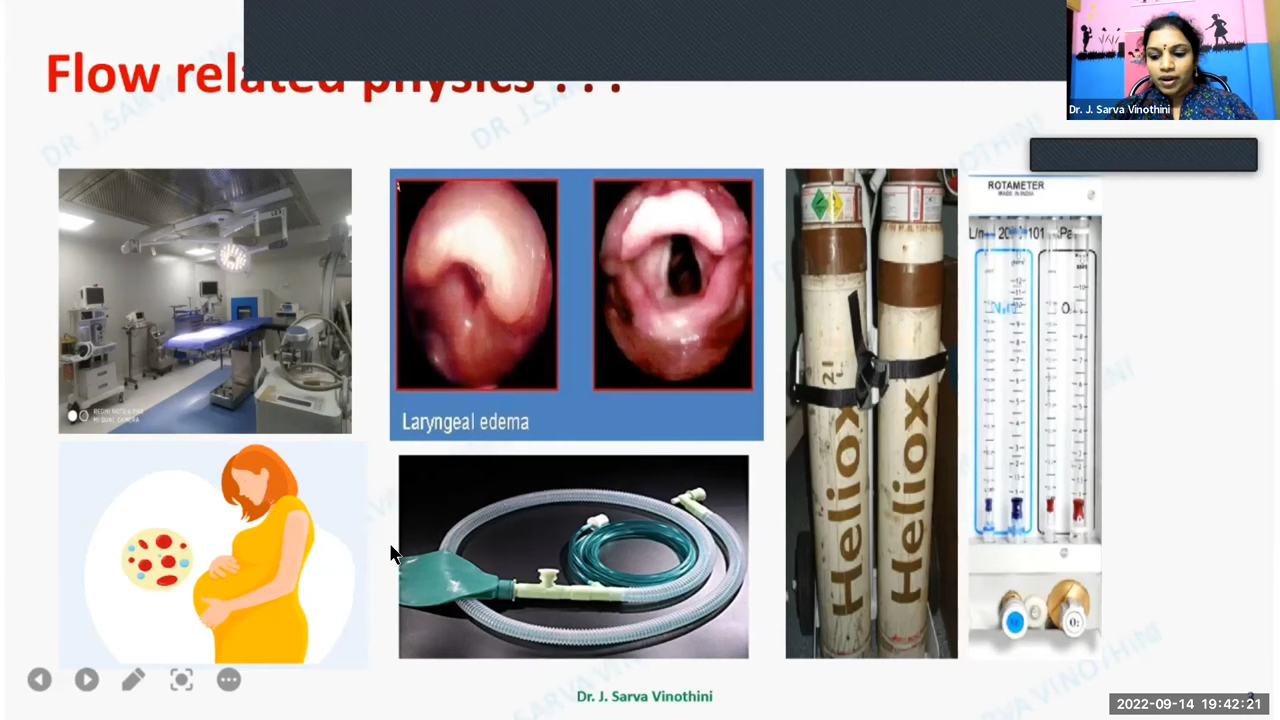 Flow related physics . . .
Dr. J. Sarva Vinothini
ROTAMETER
MADE IN INDIA
Laryngeal edema
Heliox
Heliox
Dr. J. Sarva Vinothini
3
2022-09-14 19:42:21